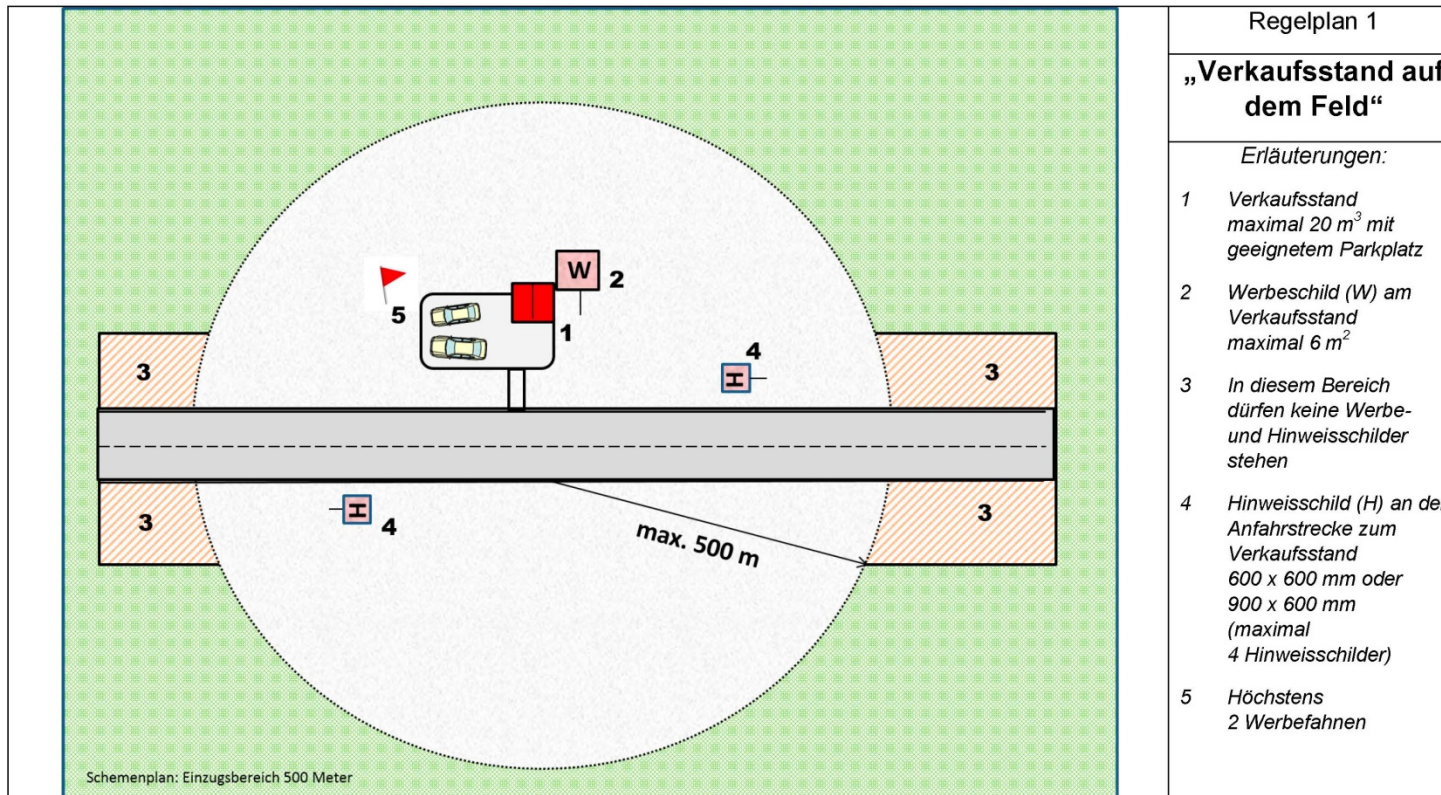 Regelplan 1
„Verkaufsstand auf
dem Feld“
Erläuterungen:
1 Verkaufsstand
maximal 20 m³ mit
geeignetem Parkplatz
2 Werbeschild (W) am
Verkaufsstand
maximal 6 m²
3 In diesem Bereich
dürfen keine Werbe-
und Hinweisschilder
stehen
4 Hinweisschild (H) an der
Anfahrstrecke zum
Verkaufsstand
600 x 600 mm oder
900 x 600 mm
(maximal
4 Hinweisschilder)
5 Höchstens
2 Werbefahnen
W
2
5
1
4
H
3
3
3
3
H
4
max. 500 m
Schemenplan: Einzugsbereich 500 Meter